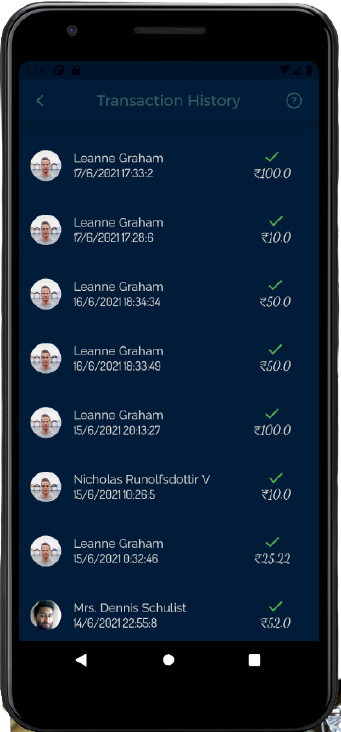 7:16
Transaction History
?
Leanne Graham
17/6/2021 17:33:2
₹100.0
Leanne Graham
17/6/2021 17:28:6
₹10.0
Leanne Graham
16/6/2021 18:34:34
₹50.0
Leanne Graham
16/6/2021 18:33:49
₹50.0
Leanne Graham
15/6/2021 20:13:27
₹100.0
Nicholas Runolfsdottir V
15/6/2021 10:26:5
₹10.0
Leanne Graham
15/6/2021 0:32:46
₹25.22
Mrs. Dennis Schulist
14/6/2021 22:55:8
₹52.0